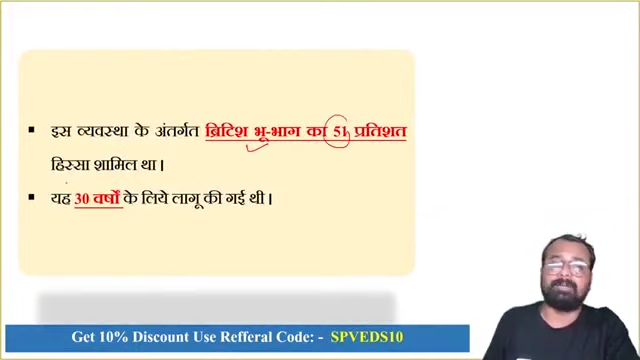 ▪ इस व्यवस्था के अंतर्गत ब्रिटिश भू-भाग का 51 प्रतिशत
हिस्सा शामिल था।
▪ यह 30 वर्षों के लिये लागू की गई थी।
Get 10% Discount Use Refferal Code: - SPVEDS10